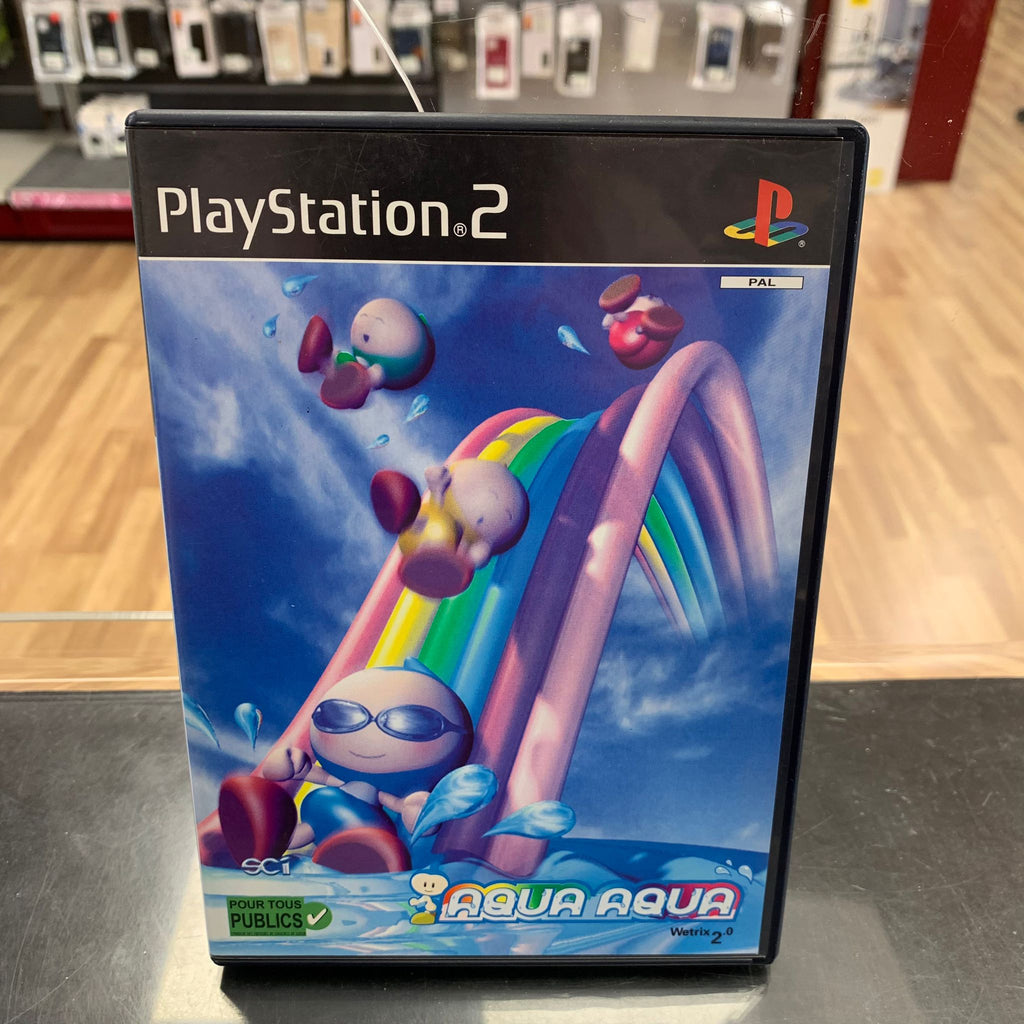 PlayStation®2
®
PAL
SCi
POUR TOUS
PUBLICS
AQUA AQUA
Wetrix 2.0